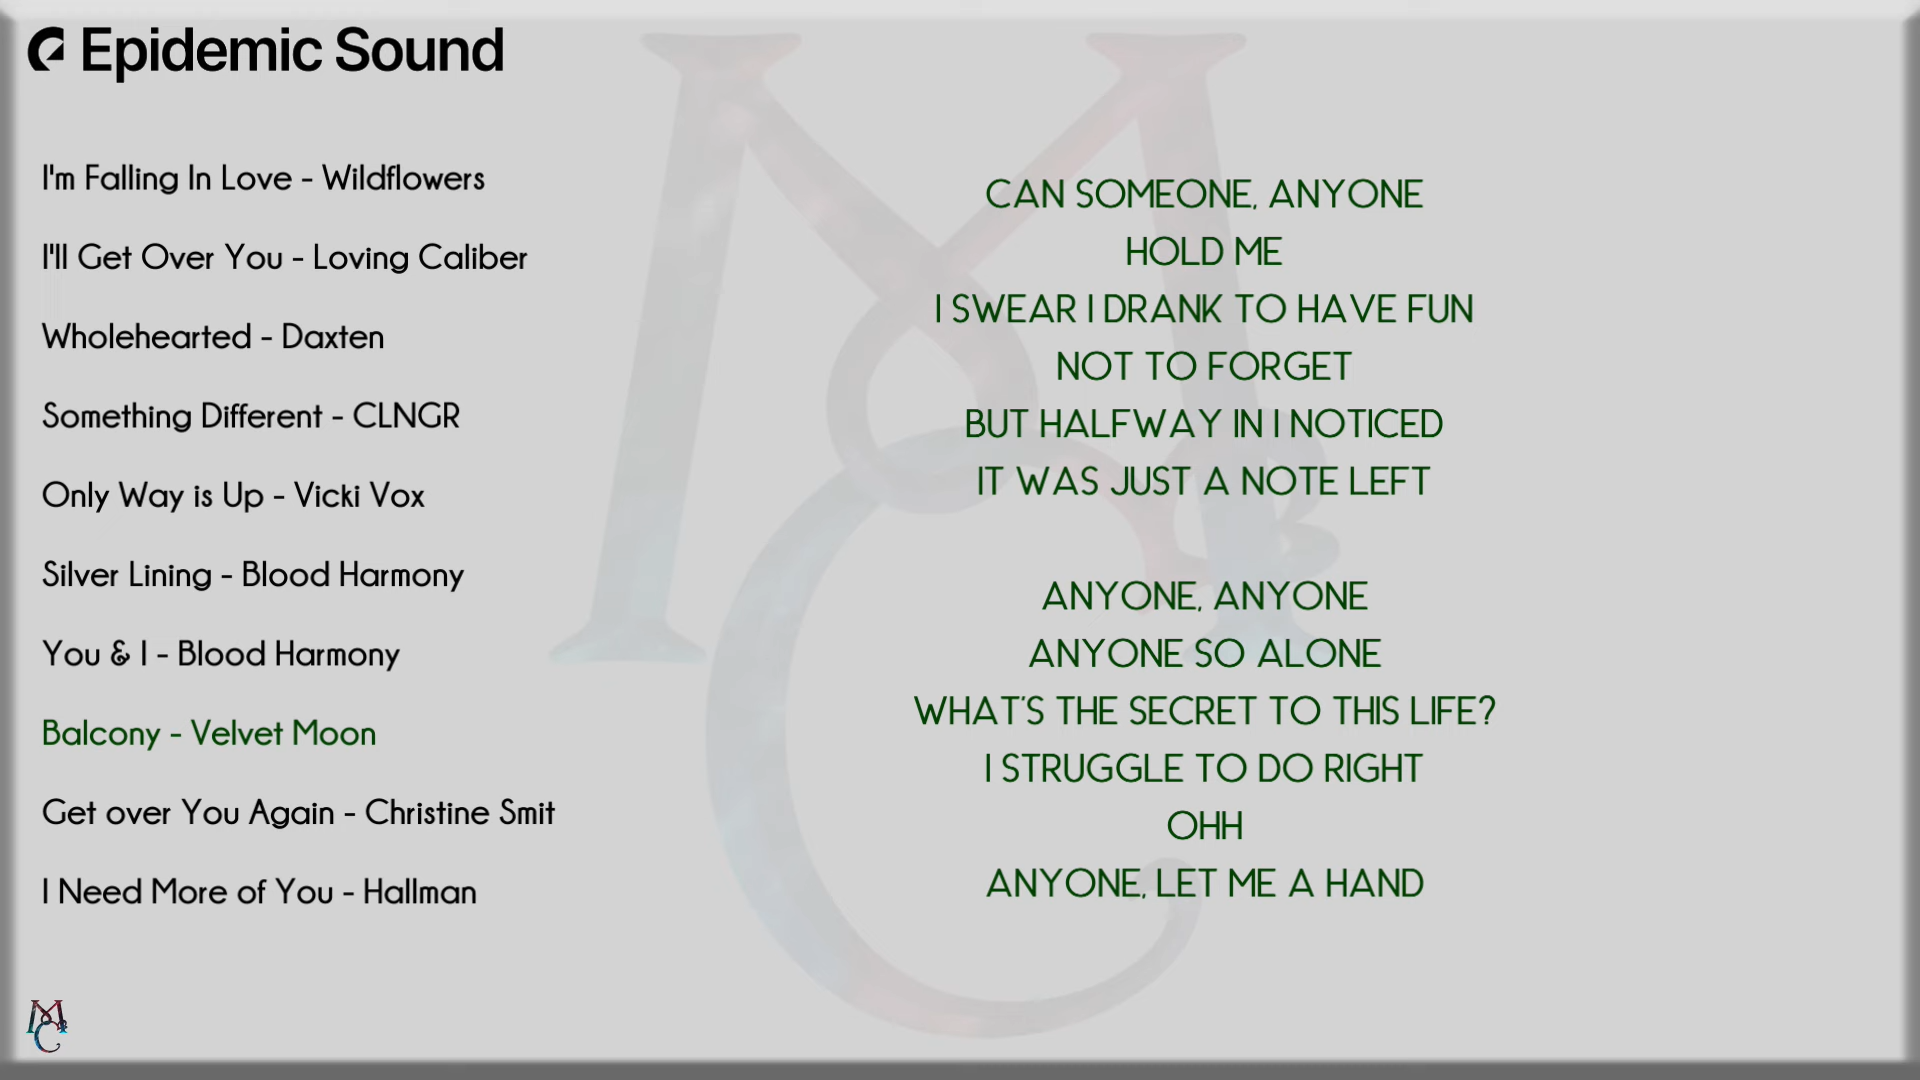 Epidemic Sound
I'm Falling In Love - Wildflowers
I'll Get Over You - Loving Caliber
Wholehearted - Daxten
Something Different - CLNGR
Only Way is Up - Vicki Vox
Silver Lining - Blood Harmony
You & I - Blood Harmony
Balcony - Velvet Moon
Get over You Again - Christine Smit
I Need More of You - Hallman
CAN SOMEONE, ANYONE
HOLD ME
I SWEAR I DRANK TO HAVE FUN
NOT TO FORGET
BUT HALFWAY IN I NOTICED
IT WAS JUST A NOTE LEFT
ANYONE, ANYONE
ANYONE SO ALONE
WHAT'S THE SECRET TO THIS LIFE?
I STRUGGLE TO DO RIGHT
OHH
ANYONE, LET ME A HAND